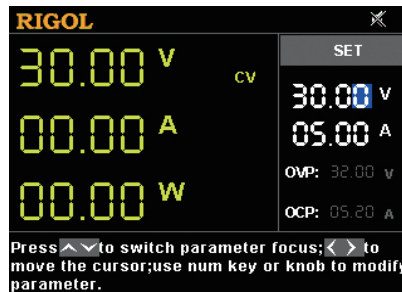 RIGOL
SET
30.00 V
CV
00.00 A
00.00 W
30.00 V
05.00 A
OVP: 32.00 V
OCP: 05.20 A
Press to switch parameter focus; to
move the cursor;use num key or knob to modify
parameter.